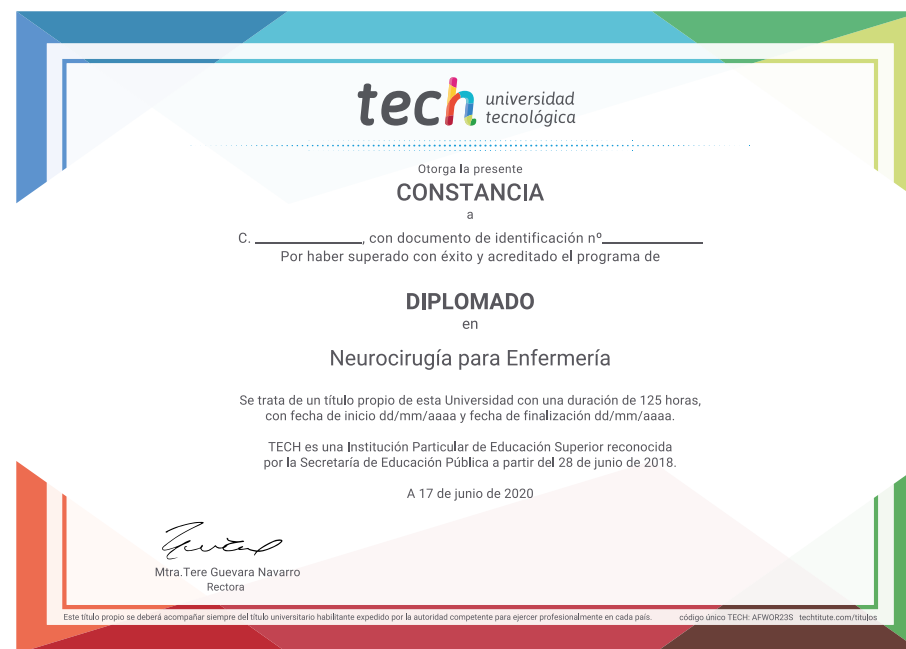 tech universidad
tecnológica
Otorga la presente
CONSTANCIA
a
C. ______________, con documento de identificación nº_____________
Por haber superado con éxito y acreditado el programa de
DIPLOMADO
en
Neurocirugía para Enfermería
Se trata de un título propio de esta Universidad con una duración de 125 horas,
con fecha de inicio dd/mm/aaaa y fecha de finalización dd/mm/aaaa.
TECH es una Institución Particular de Educación Superior reconocida
por la Secretaría de Educación Pública a partir del 28 de junio de 2018.
A 17 de junio de 2020
Mtra.Tere Guevara Navarro
Rectora
Este título propio se deberá acompañar siempre del título universitario habilitante expedido por la autoridad competente para ejercer profesionalmente en cada país. código único TECH: AFWOR23S techtitute.com/titulos